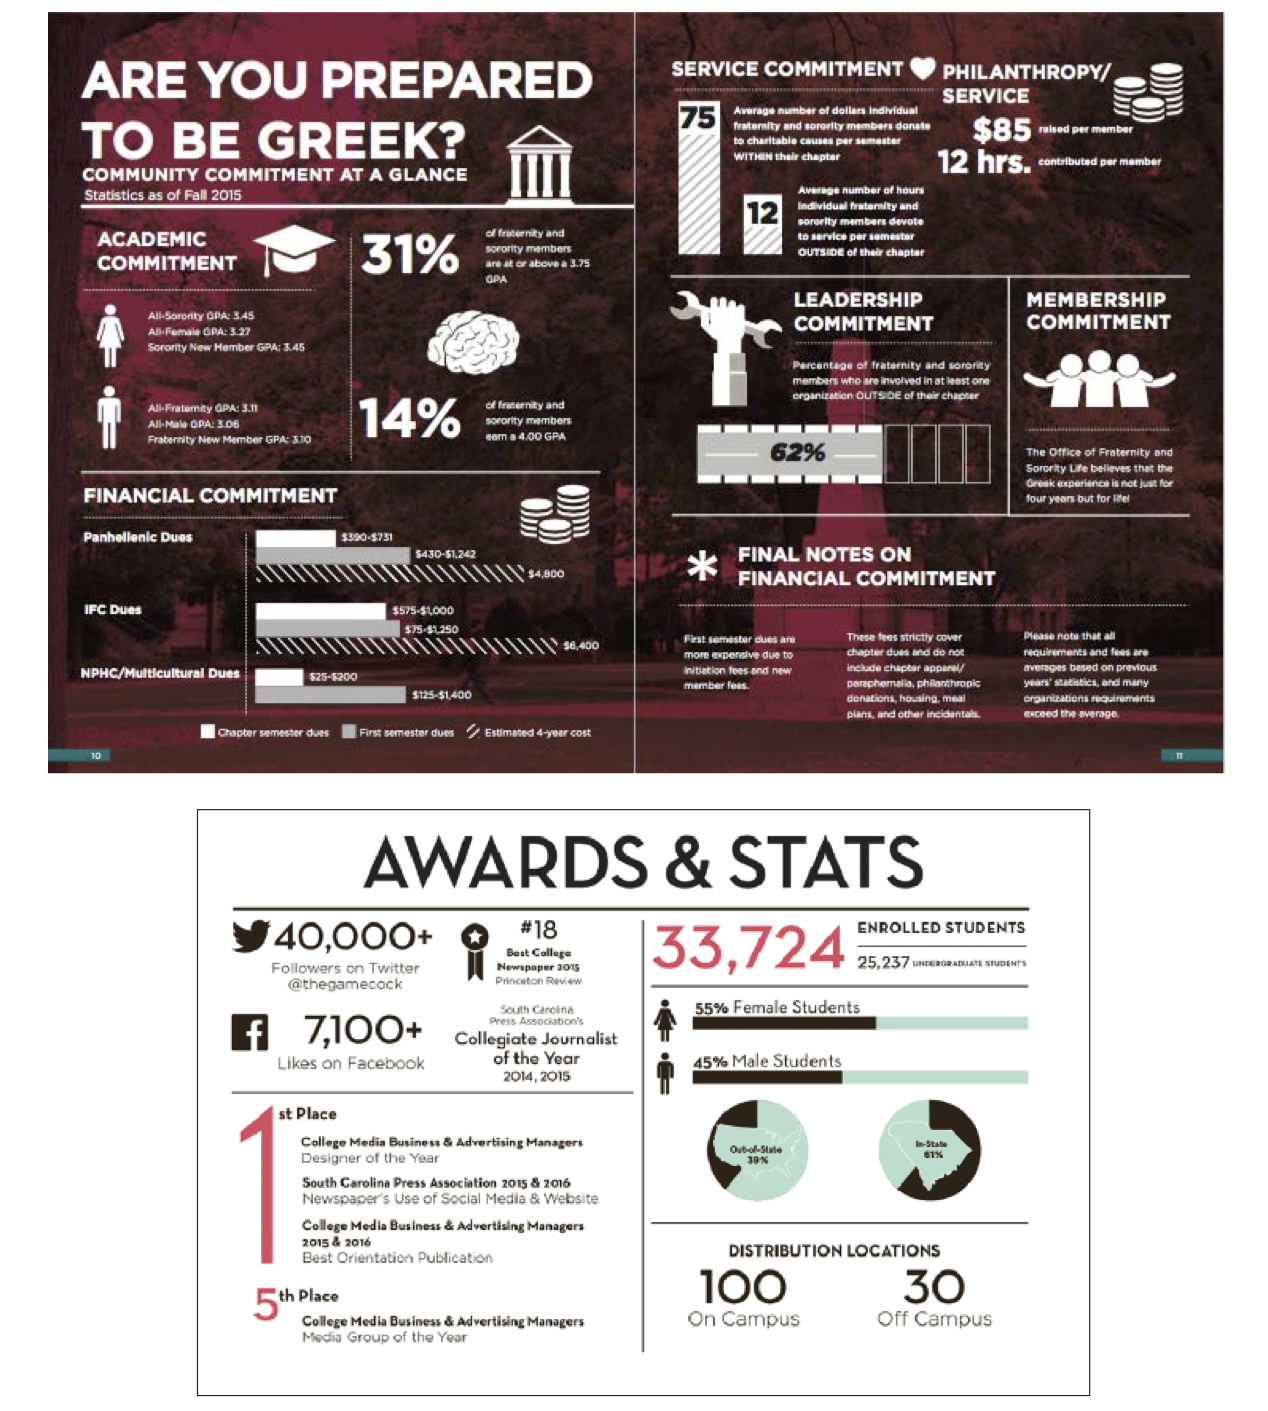 ARE YOU PREPARED
TO BE GREEK?
COMMUNITY COMMITMENT AT A GLANCE
Statistics as of Fall 2015
ACADEMIC
COMMITMENT
All-Sorority GPA: 3.45
All-Female GPA: 3.27
Sorority New Member GPA: 3.45
All-Fraternity GPA: 3.11
All-Male GPA: 3.06
Fraternity New Member GPA: 3.10
31%
of fraternity and
sorority members
are at or above a 3.75
GPA
14%
of fraternity and
sorority members
earn a 4.00 GPA
FINANCIAL COMMITMENT
Panhellenic Dues
$390-$731
$430-$1,242
$4,800
IFC Dues
$575-$1,000
$75-$1,250
$6,400
NPHC/Multicultural Dues
$25-$200
$125-$1,400
Chapter semester dues
First semester dues
Estimated 4-year cost
10
SERVICE COMMITMENT
75
Average number of dollars individual
fraternity and sorority members donate
to charitable causes per semester
WITHIN their chapter
12
Average number of hours
individual fraternity and
sorority members devote
to service per semester
OUTSIDE of their chapter
PHILANTHROPY/
SERVICE
$85 raised per member
12 hrs. contributed per member
LEADERSHIP
COMMITMENT
Percentage of fraternity and sorority
members who are involved in at least one
organization OUTSIDE of their chapter
62%
MEMBERSHIP
COMMITMENT
The Office of Fraternity and
Sorority Life believes that the
Greek experience is not just for
four years but for life!
* FINAL NOTES ON
FINANCIAL COMMITMENT
First semester dues are
more expensive due to
initiation fees and new
member fees.
These fees strictly cover
chapter dues and do not
include chapter apparel/
paraphernalia, philanthropic
donations, housing, meal
plans, and other incidentals.
Please note that all
requirements and fees are
averages based on previous
years' statistics, and many
organizations requirements
exceed the average.
11
AWARDS & STATS
40,000+
Followers on Twitter
@thegamecock
7,100+
Likes on Facebook
#18
Best College
Newspaper 2015
Princeton Review
South Carolina
Press Association's
Collegiate Journalist
of the Year
2014, 2015
1st Place
College Media Business & Advertising Managers
Designer of the Year
South Carolina Press Association 2015 & 2016
Newspaper's Use of Social Media & Website
College Media Business & Advertising Managers
2015 & 2016
Best Orientation Publication
5th Place
College Media Business & Advertising Managers
Media Group of the Year
33,724
ENROLLED STUDENTS
25,237 UNDERGRADUATE STUDENTS
55% Female Students
45% Male Students
Out-of-State
39%
In-State
61%
DISTRIBUTION LOCATIONS
100
On Campus
30
Off Campus